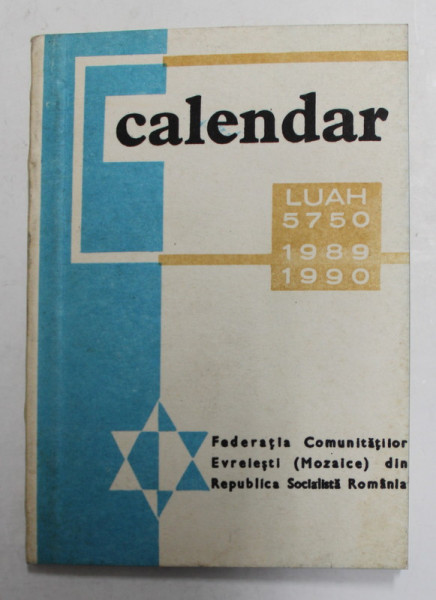 calendar
LUAH
5750
1989
1990
Federația Comunităților
Evreiești (Mozaice) din
Republica Socialistă România